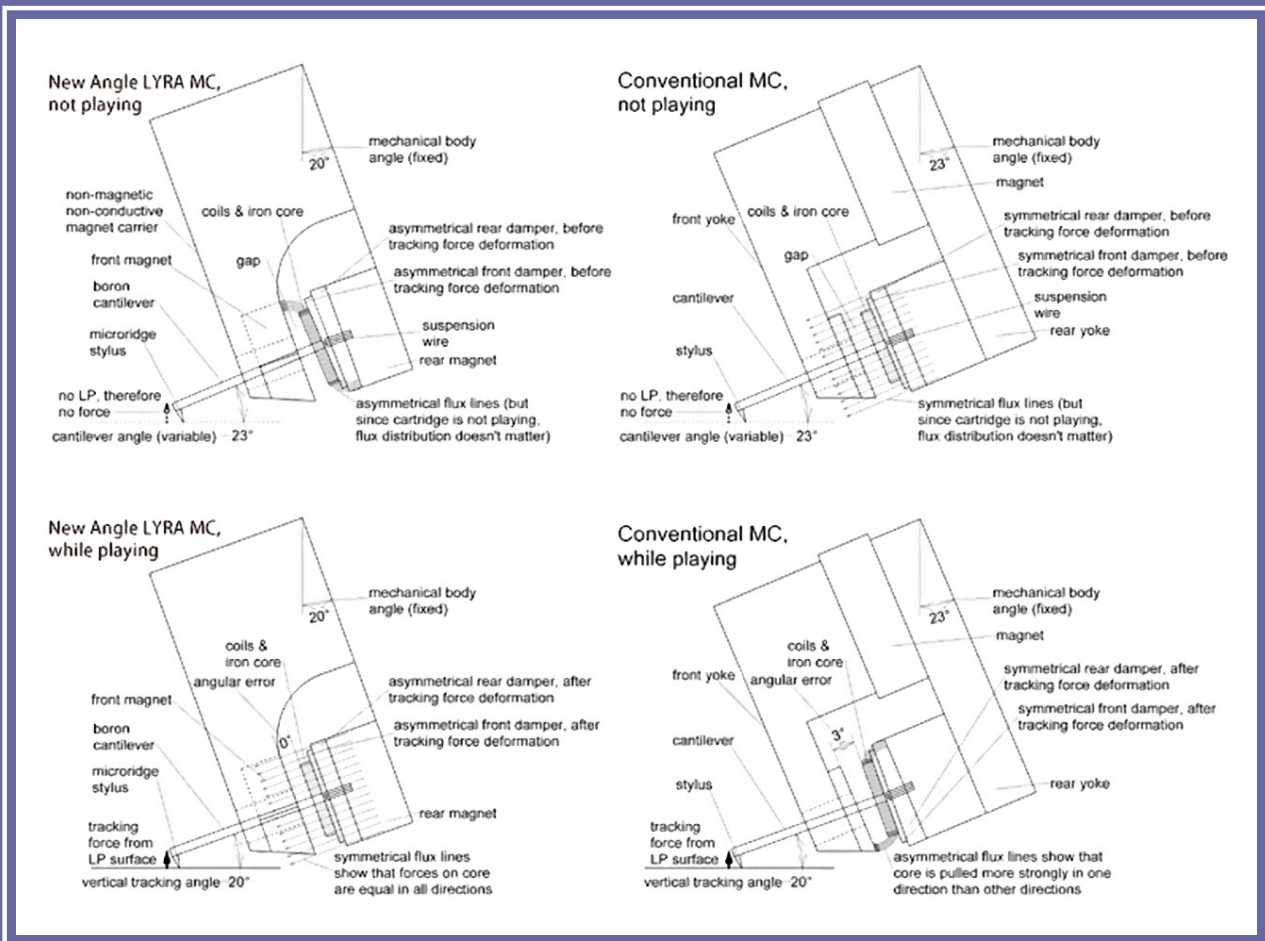 New Angle LYRA MC,
not playing
mechanical body
angle (fixed)
20°
non-magnetic
non-conductive
magnet carrier
coils & iron core
asymmetrical rear damper, before
tracking force deformation
front magnet
gap
asymmetrical front damper, before
tracking force deformation
boron
cantilever
suspension
wire
microridge
stylus
rear magnet
no LP, therefore
no force
asymmetrical flux lines (but
since cartridge is not playing,
flux distribution doesn't matter)
cantilever angle (variable) - 23°
Conventional MC,
not playing
mechanical body
angle (fixed)
23°
magnet
front yoke
coils & iron core
symmetrical rear damper, before
tracking force deformation
gap
symmetrical front damper, before
tracking force deformation
cantilever
suspension
wire
rear yoke
stylus
no LP, therefore
no force
symmetrical flux lines (but
since cartridge is not playing,
flux distribution doesn't matter)
cantilever angle (variable) - 23°
New Angle LYRA MC,
while playing
mechanical body
angle (fixed)
20°
coils &
iron core
angular error
asymmetrical rear damper, after
tracking force deformation
front magnet
asymmetrical front damper, after
tracking force deformation
boron
cantilever
0°
microridge
stylus
rear magnet
tracking
force from
LP surface
symmetrical flux lines
show that forces on core
are equal in all directions
vertical tracking angle -20°
Conventional MC,
while playing
mechanical body
angle (fixed)
23°
magnet
coils &
iron core
angular error
front yoke
symmetrical rear damper, after
tracking force deformation
symmetrical front damper, after
tracking force deformation
cantilever
3°
stylus
rear yoke
tracking
force from
LP surface
asymmetrical flux lines show that
core is pulled more strongly in one
direction than other directions
vertical tracking angle -20°